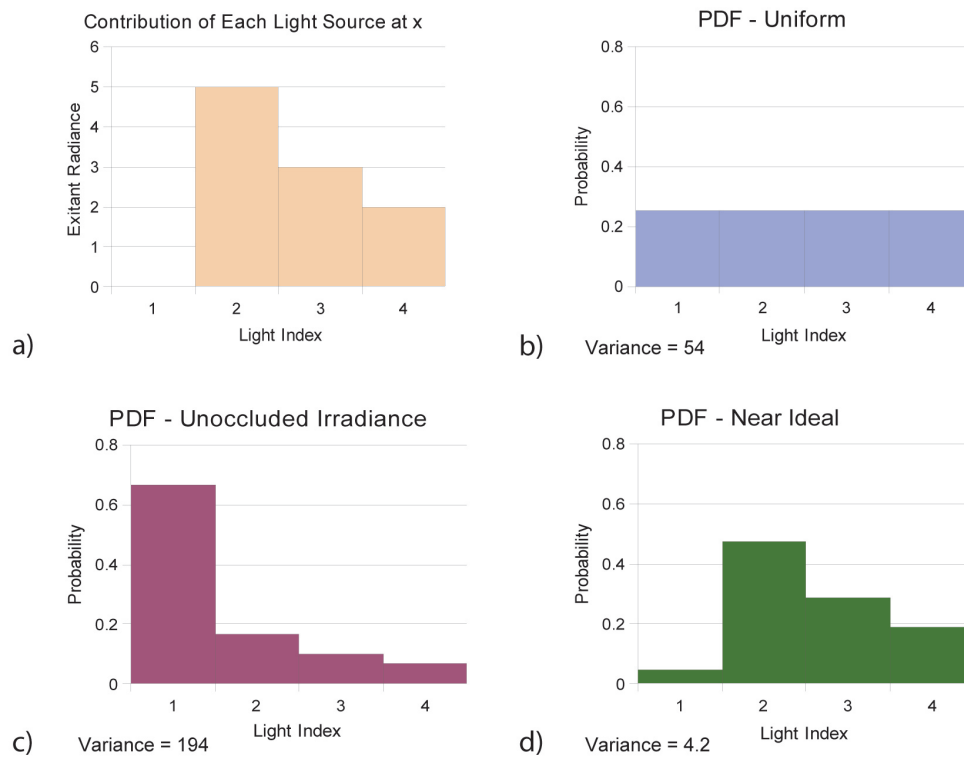 Contribution of Each Light Source at x
Exitant Radiance
6
5
4
3
2
1
0
1 2 3 4
Light Index
a)
PDF - Uniform
Probability
0.8
0.6
0.4
0.2
0
1 2 3 4
Light Index
b)
Variance = 54
PDF - Unoccluded Irradiance
Probability
0.8
0.6
0.4
0.2
0
1 2 3 4
Light Index
c)
Variance = 194
PDF - Near Ideal
Probability
0.8
0.6
0.4
0.2
0
1 2 3 4
Light Index
d)
Variance = 4.2